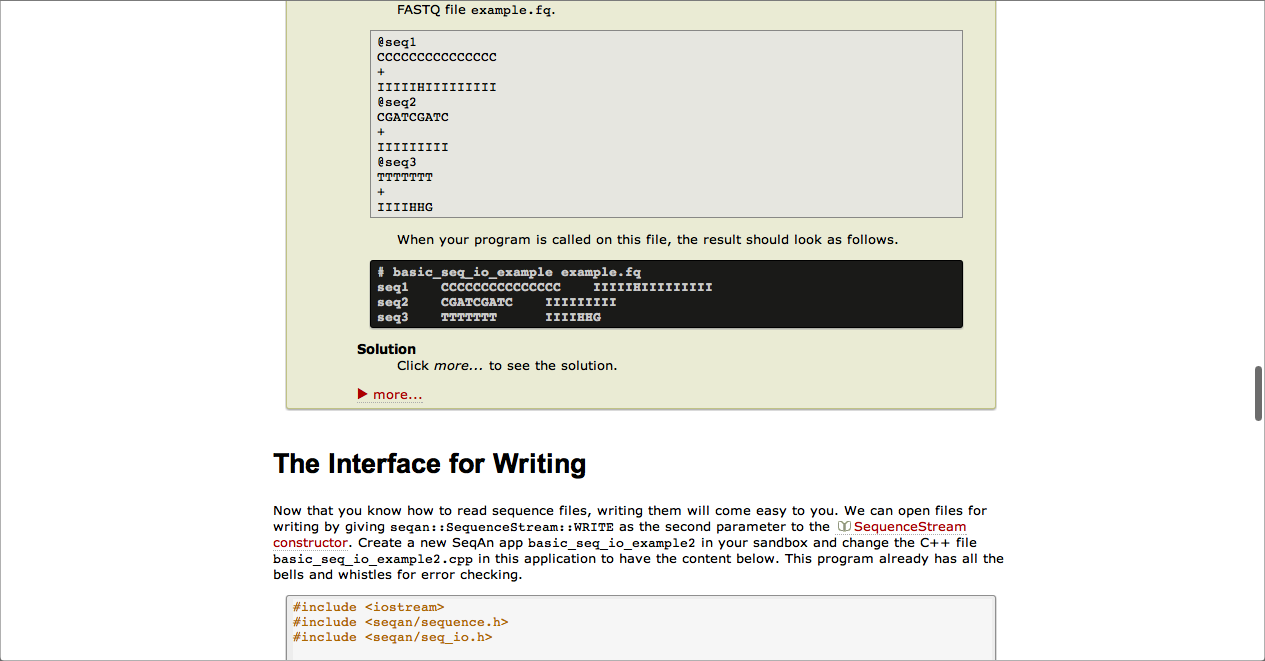 FASTQ file example.fq.
@seq1
CCCCCCCCCCCCCCC
+
IIIIIHIIIIIIIII
@seq2
CGATCGATC
+
IIIIIIIII
@seq3
TTTTTTT
+
IIIIHHG
When your program is called on this file, the result should look as follows.
# basic_seq_io_example example.fq
seq1    CCCCCCCCCCCCCCC    IIIIIHIIIIIIIII
seq2    CGATCGATC    IIIIIIIII
seq3    TTTTTTT      IIIIHHG
Solution
Click more... to see the solution.
▶ more...
The Interface for Writing
Now that you know how to read sequence files, writing them will come easy to you. We can open files for
writing by giving seqan::SequenceStream::WRITE as the second parameter to the SequenceStream
constructor. Create a new SeqAn app basic_seq_io_example2 in your sandbox and change the C++ file
basic_seq_io_example2.cpp in this application to have the content below. This program already has all the
bells and whistles for error checking.
#include <iostream>
#include <seqan/sequence.h>
#include <seqan/seq_io.h>